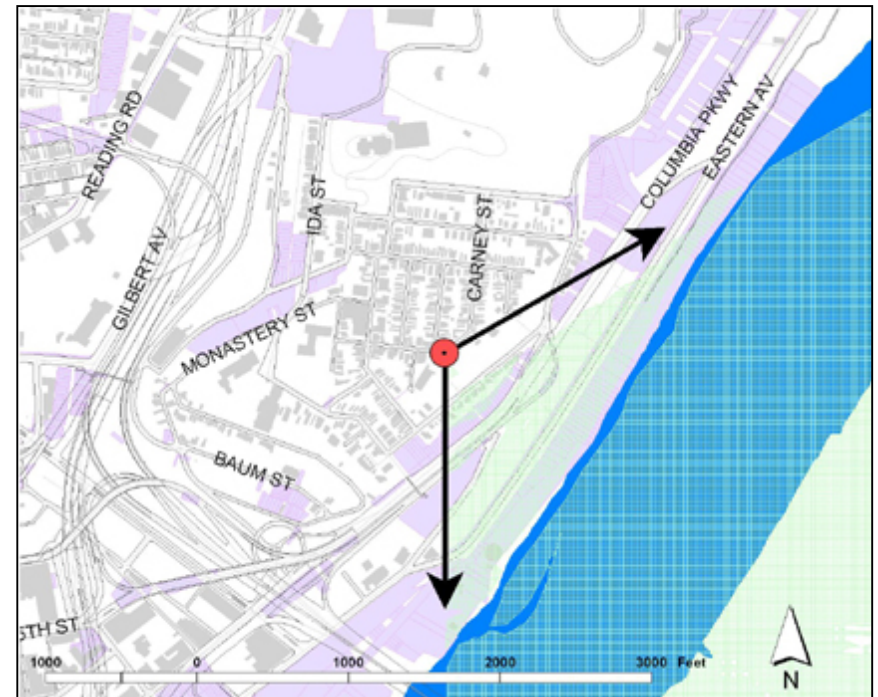 COLUMBIA PKWY
EASTERN AV
READING RD
IDA ST
CARNEY ST
GILBERT AV
MONASTERY ST
BAUM ST
5TH ST
1000 0 1000 2000 3000 Feet
N